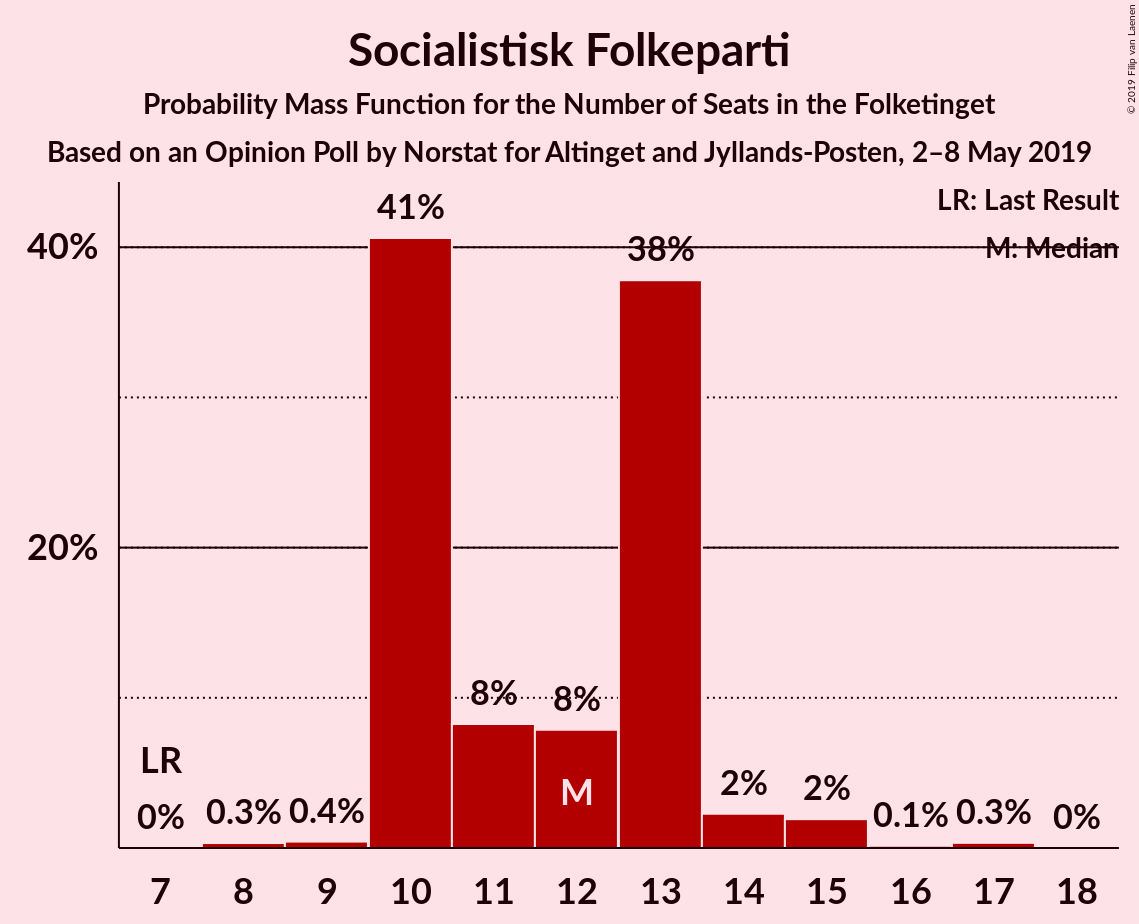 Socialistisk Folkeparti
Probability Mass Function for the Number of Seats in the Folketinget
Based on an Opinion Poll by Norstat for Altinget and Jyllands-Posten, 2–8 May 2019
© 2019 Filip van Laenen
LR: Last Result
M: Median
40%
20%
41%
38%
8%
8%
M
LR
0%
0.3%
0.4%
2%
2%
0.1%
0.3%
0%
7 8 9 10 11 12 13 14 15 16 17 18